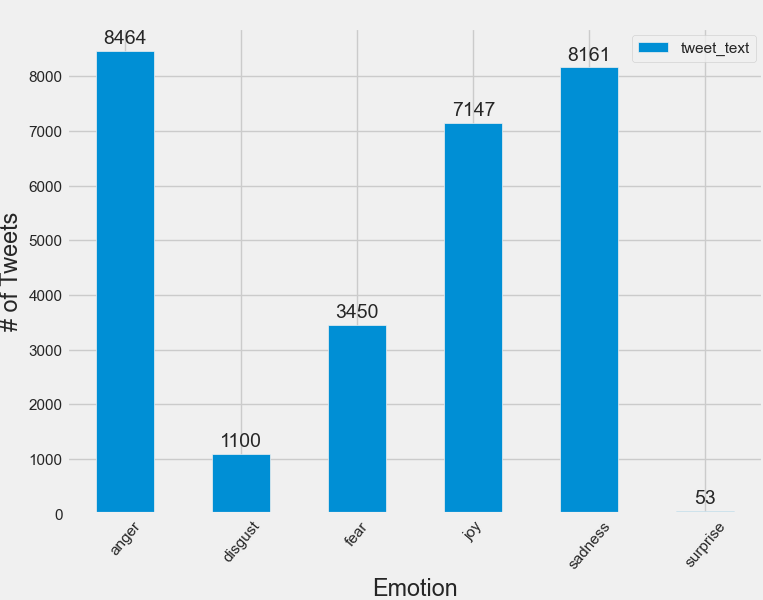 8464
8161
tweet_text
7147
3450
1100
53
8000
7000
6000
5000
4000
3000
2000
1000
0
# of Tweets
anger
disgust
fear
joy
sadness
surprise
Emotion